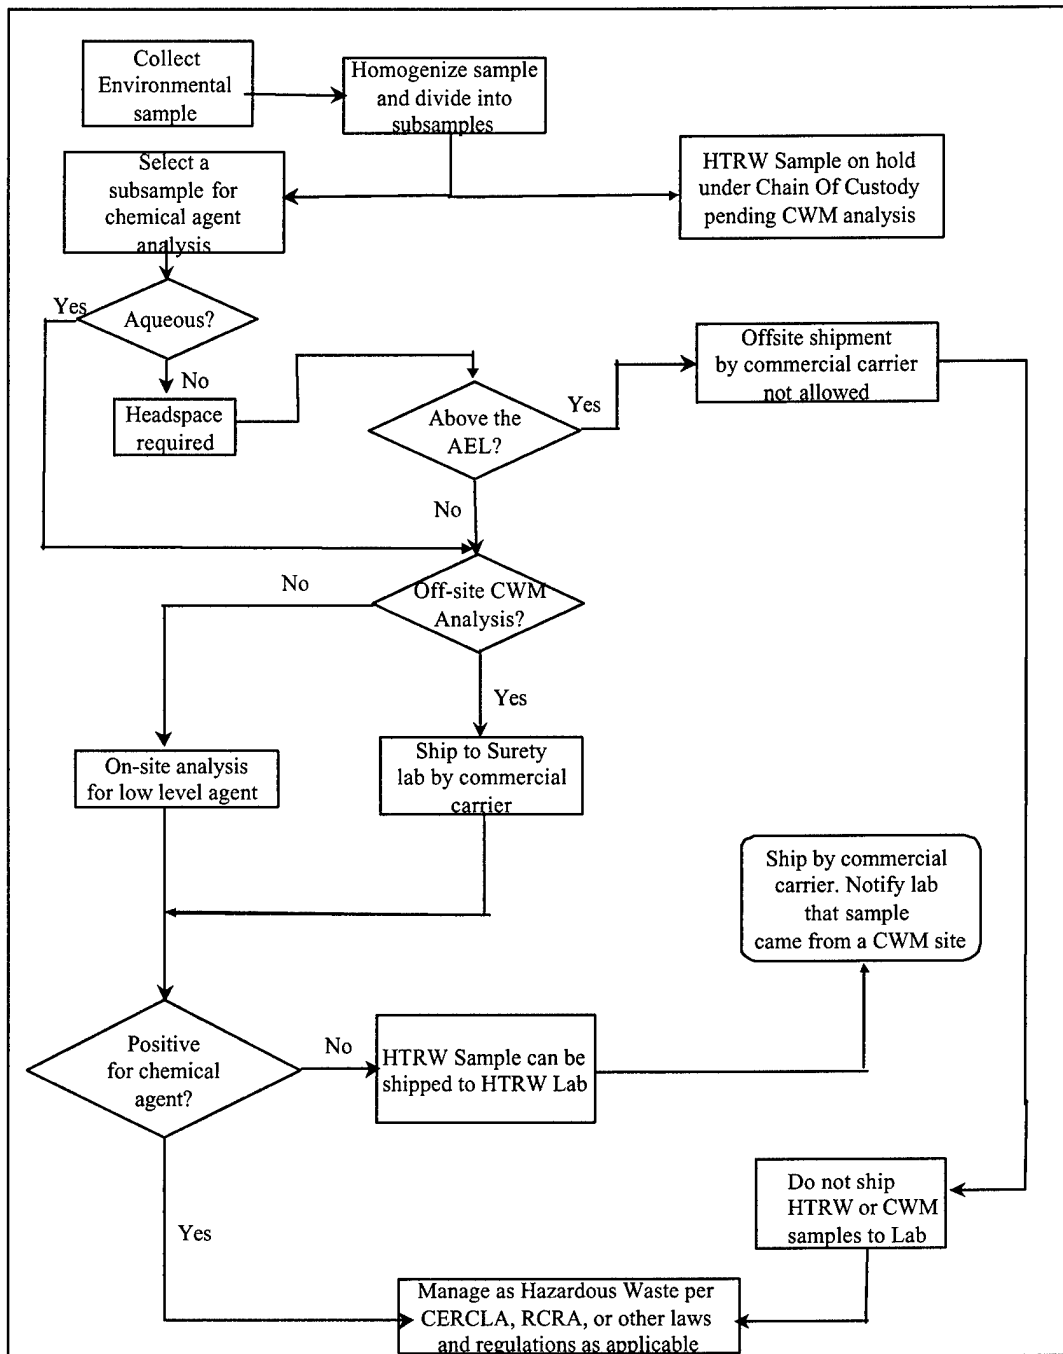 Collect
Environmental
sample
Homogenize sample
and divide into
subsamples
Select a
subsample for
chemical agent
analysis
HTRW Sample on hold
under Chain Of Custody
pending CWM analysis
Yes
Aqueous?
No
Headspace
required
Above the
AEL?
Yes
Offsite shipment
by commercial carrier
not allowed
No
No
Off-site CWM
Analysis?
Yes
On-site analysis
for low level agent
Ship to Surety
lab by commercial
carrier
Ship by commercial
carrier. Notify lab
that sample
came from a CWM site
Positive
for chemical
agent?
No
HTRW Sample can be
shipped to HTRW Lab
Do not ship
HTRW or CWM
samples to Lab
Yes
Manage as Hazardous Waste per
CERCLA, RCRA, or other laws
and regulations as applicable